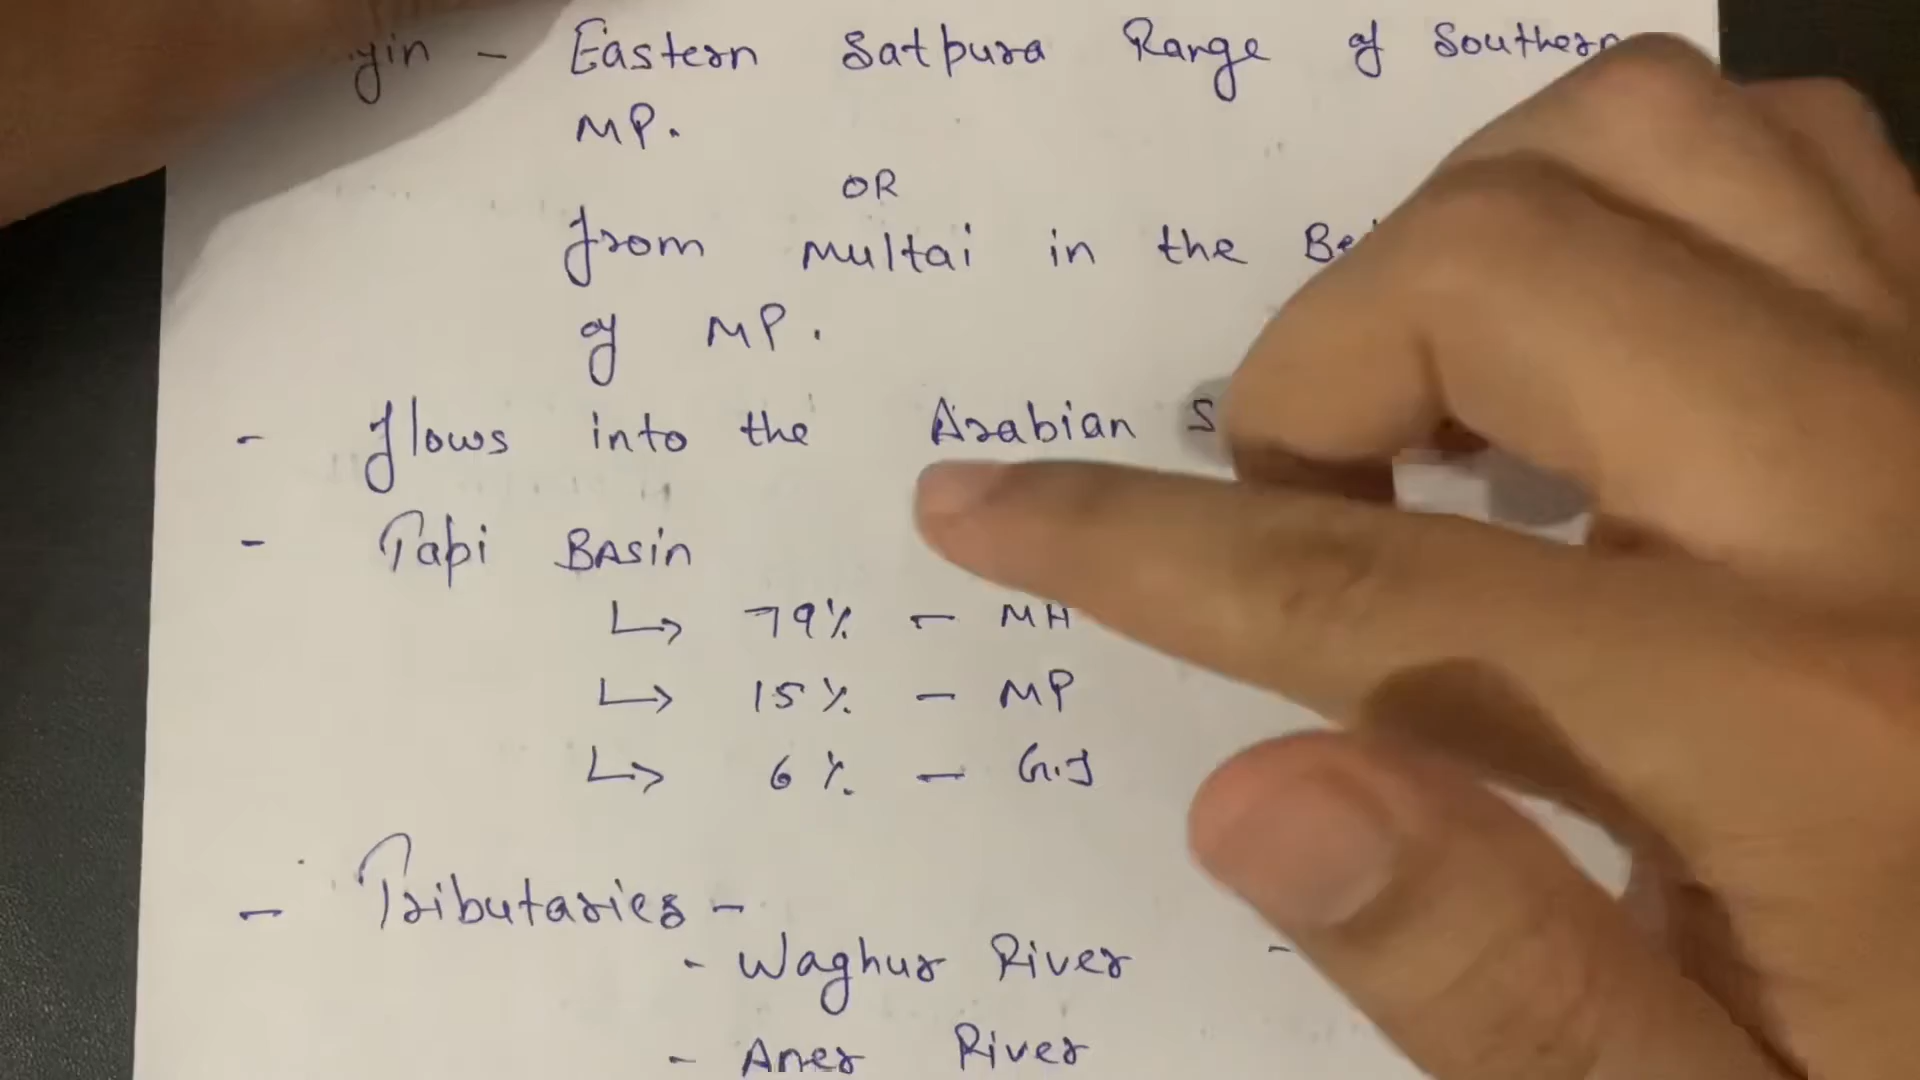 - Eastern Satpura Range of Southern
MP.
OR
from Multai in the
of MP.
- flows into the Arabian
- Tapi BAsin
↳ 79% - MH
↳ 15% - MP
↳ 6% - GJ
- Tributaries -
- Waghur River -
- Aner River